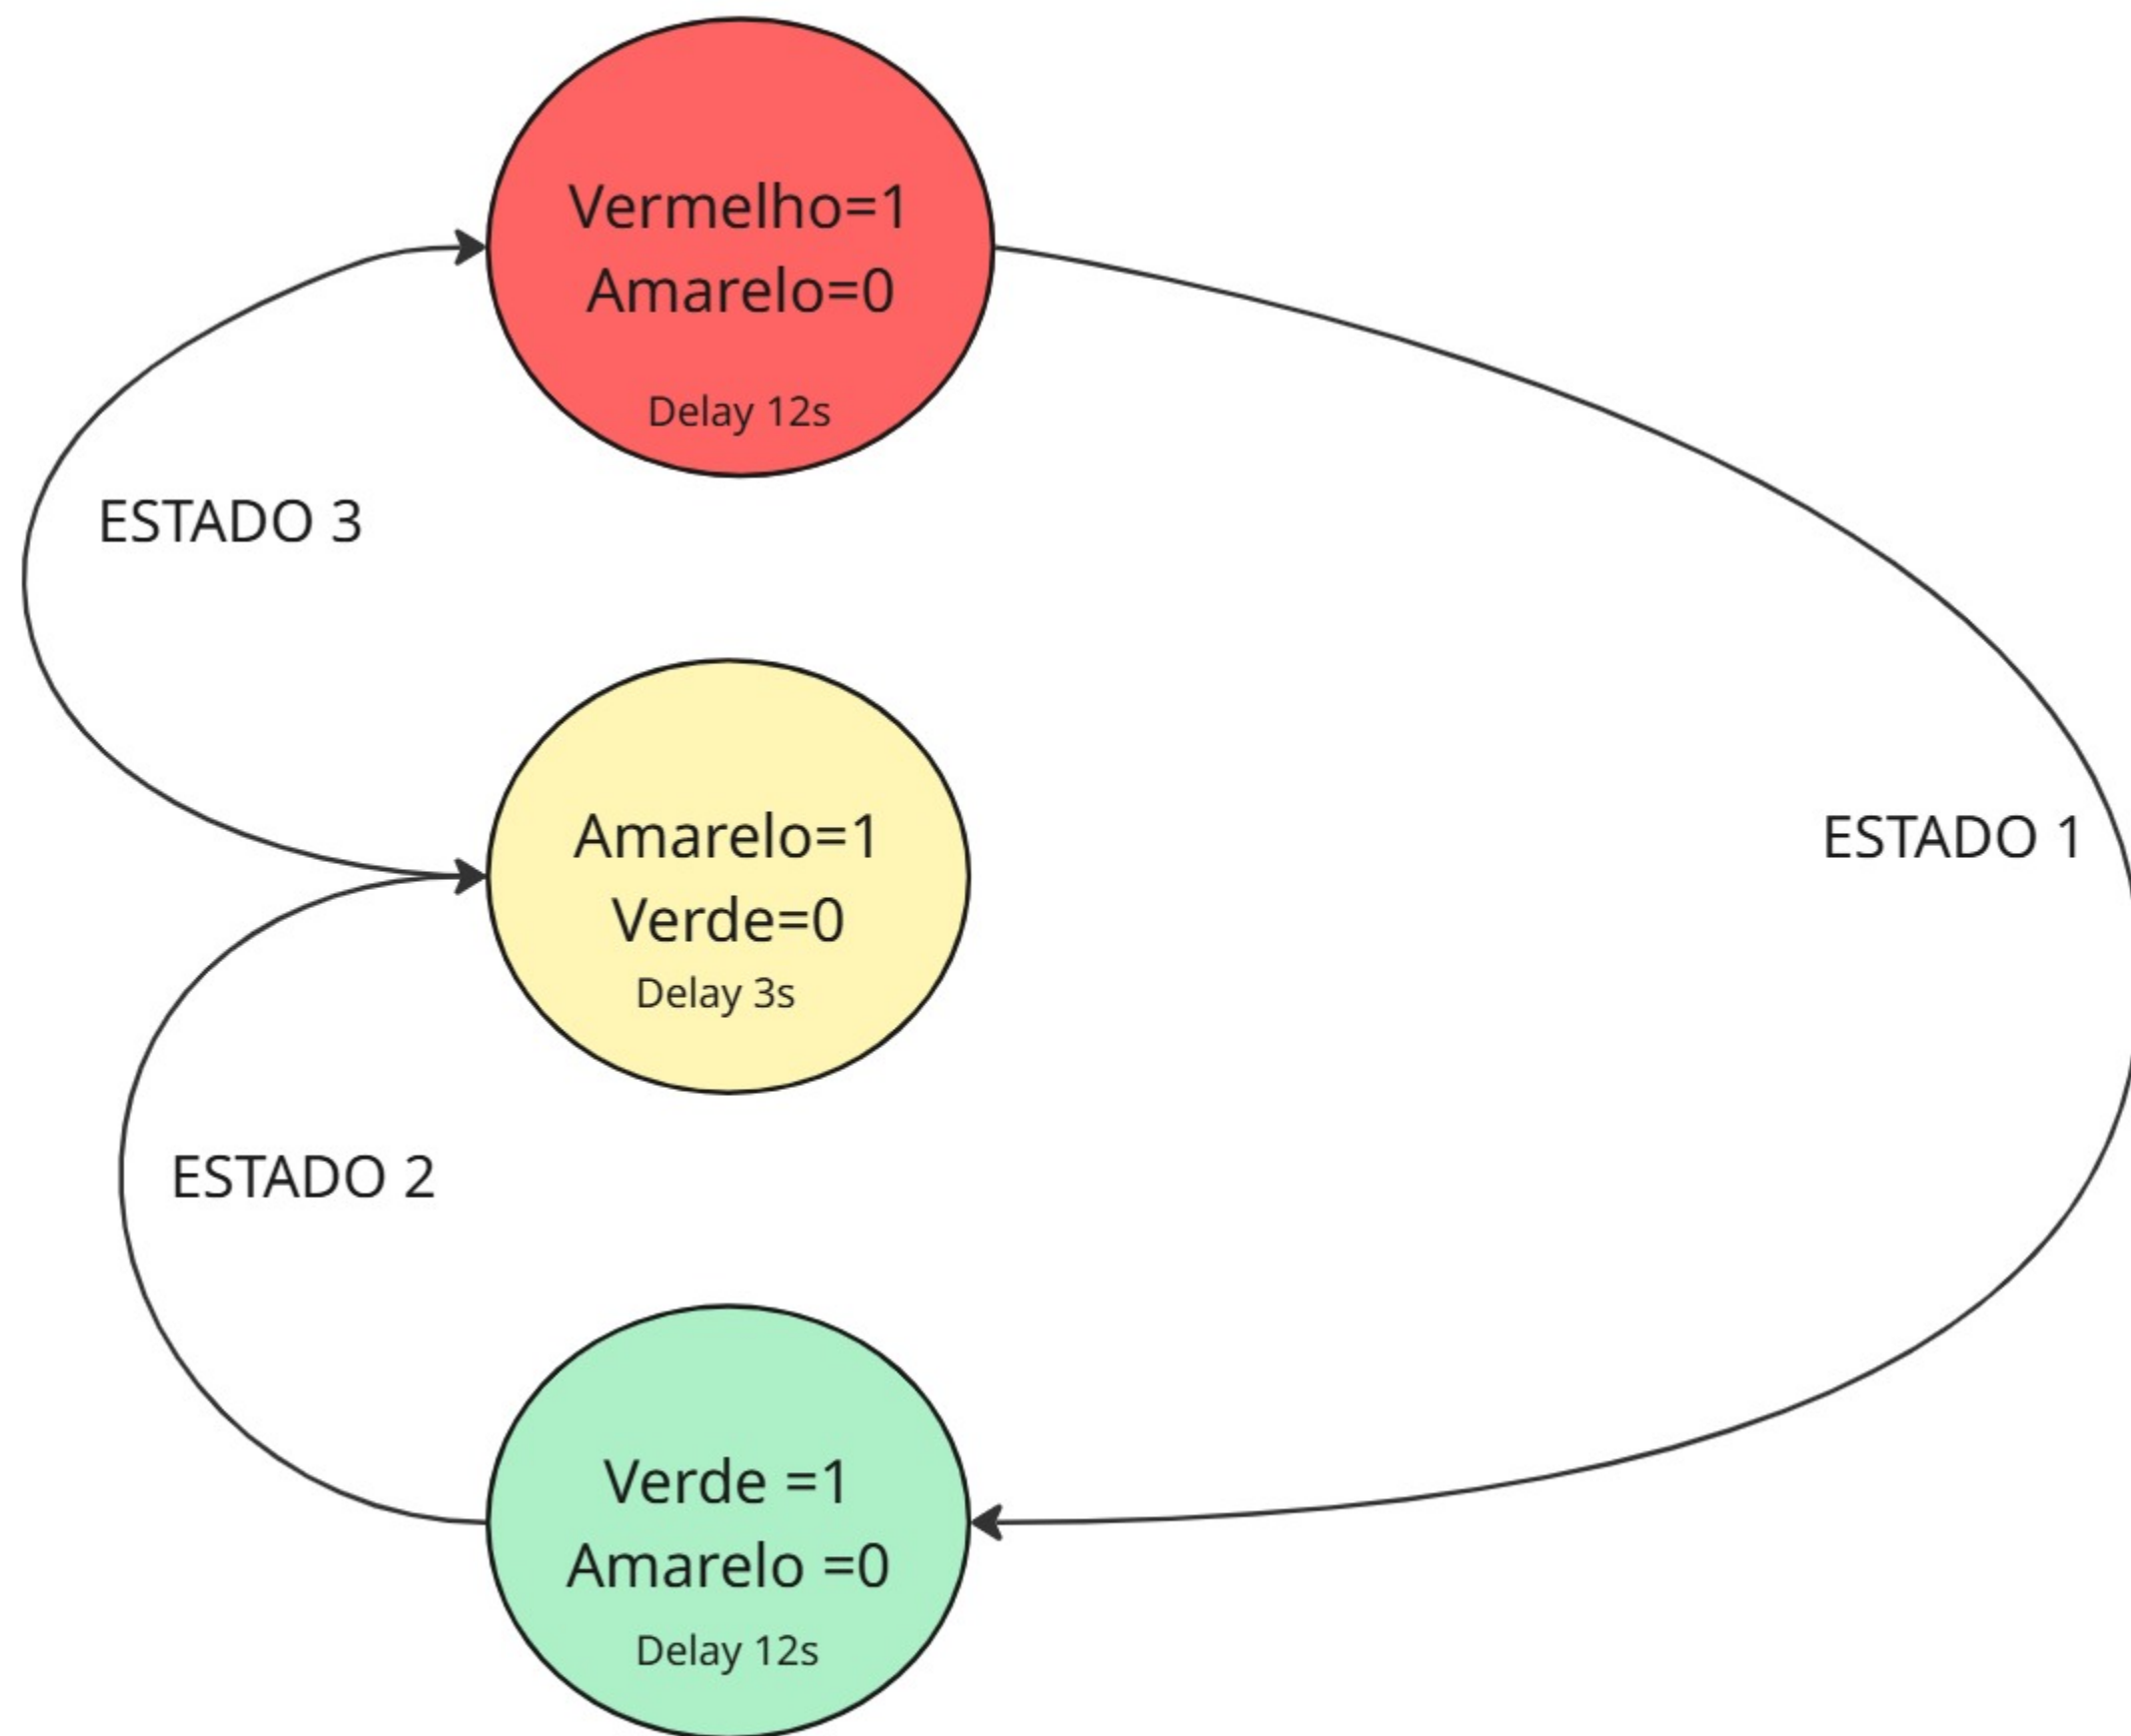 Vermelho=1
Amarelo=0
Delay 12s
ESTADO 3
Amarelo=1
Verde=0
Delay 3s
ESTADO 1
ESTADO 2
Verde =1
Amarelo =0
Delay 12s